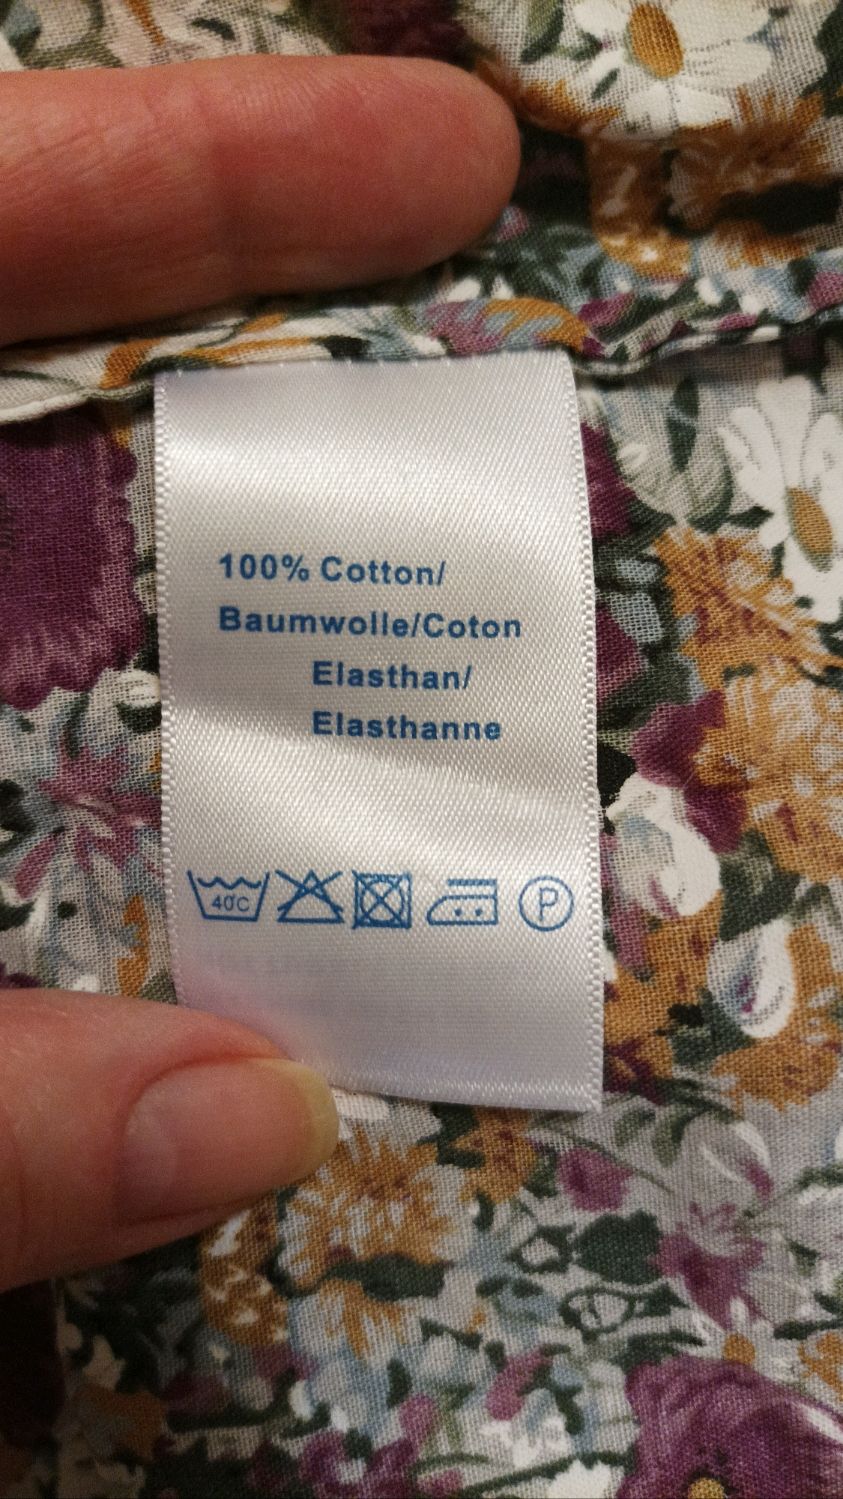 100% Cotton/
Baumwolle/Coton
Elasthan/
Elasthanne
40°C P